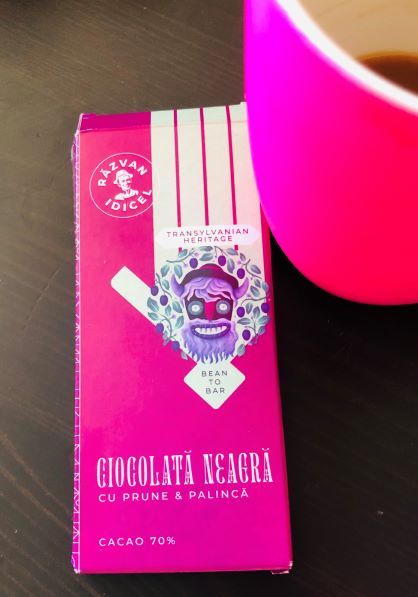 RĂZVAN
IDICEL
TRANSYLVANIAN
HERITAGE
BEAN
TO
BAR
CIOCOLATĂ NEAGRĂ
CU PRUNE & PALINCĂ
CACAO 70%